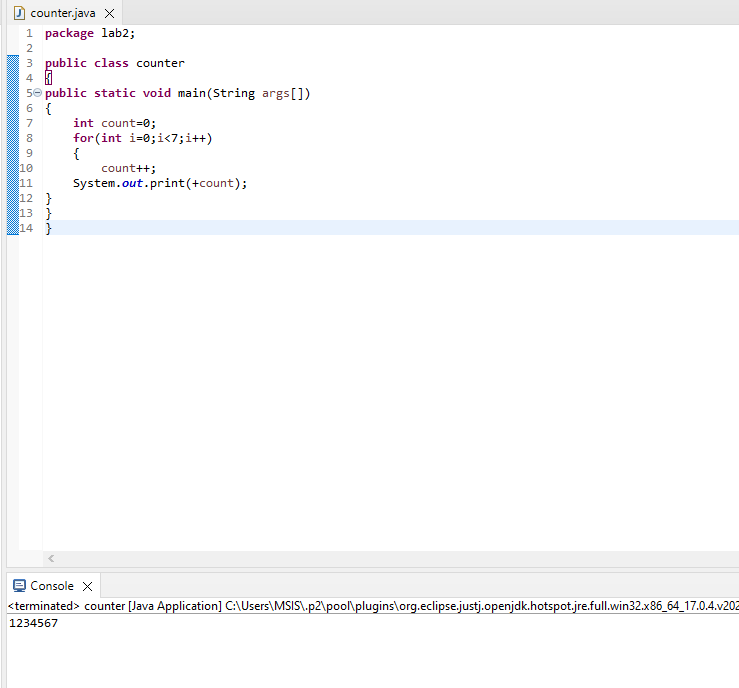 counter.java
1 package lab2;
2
3 public class counter
4 {
5 public static void main(String args[])
6 {
7     int count=0;
8     for(int i=0;i<7;i++)
9     {
10         count++;
11     System.out.print(+count);
12 }
13 }
14 }
Console
<terminated> counter [Java Application] C:\Users\MSIS\.p2\pool\plugins\org.eclipse.justj.openjdk.hotspot.jre.full.win32.x86_64_17.0.4.v202
1234567